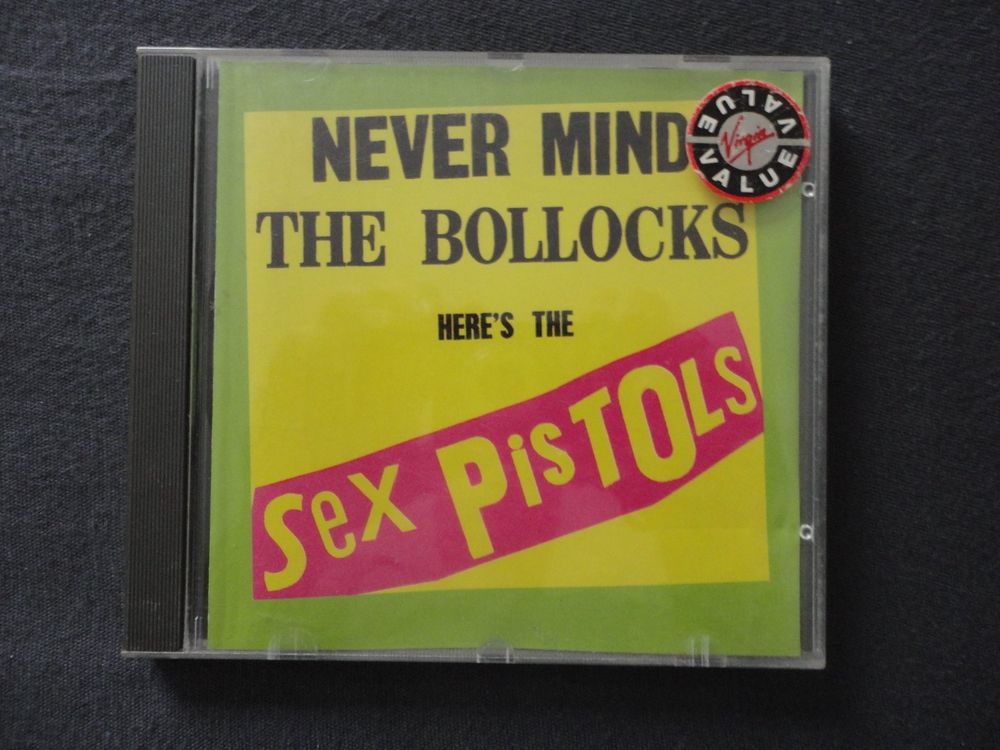 NEVER MIND
THE BOLLOCKS
HERE'S THE
Sex PisTOLS
VALUE VALUE
Virgin